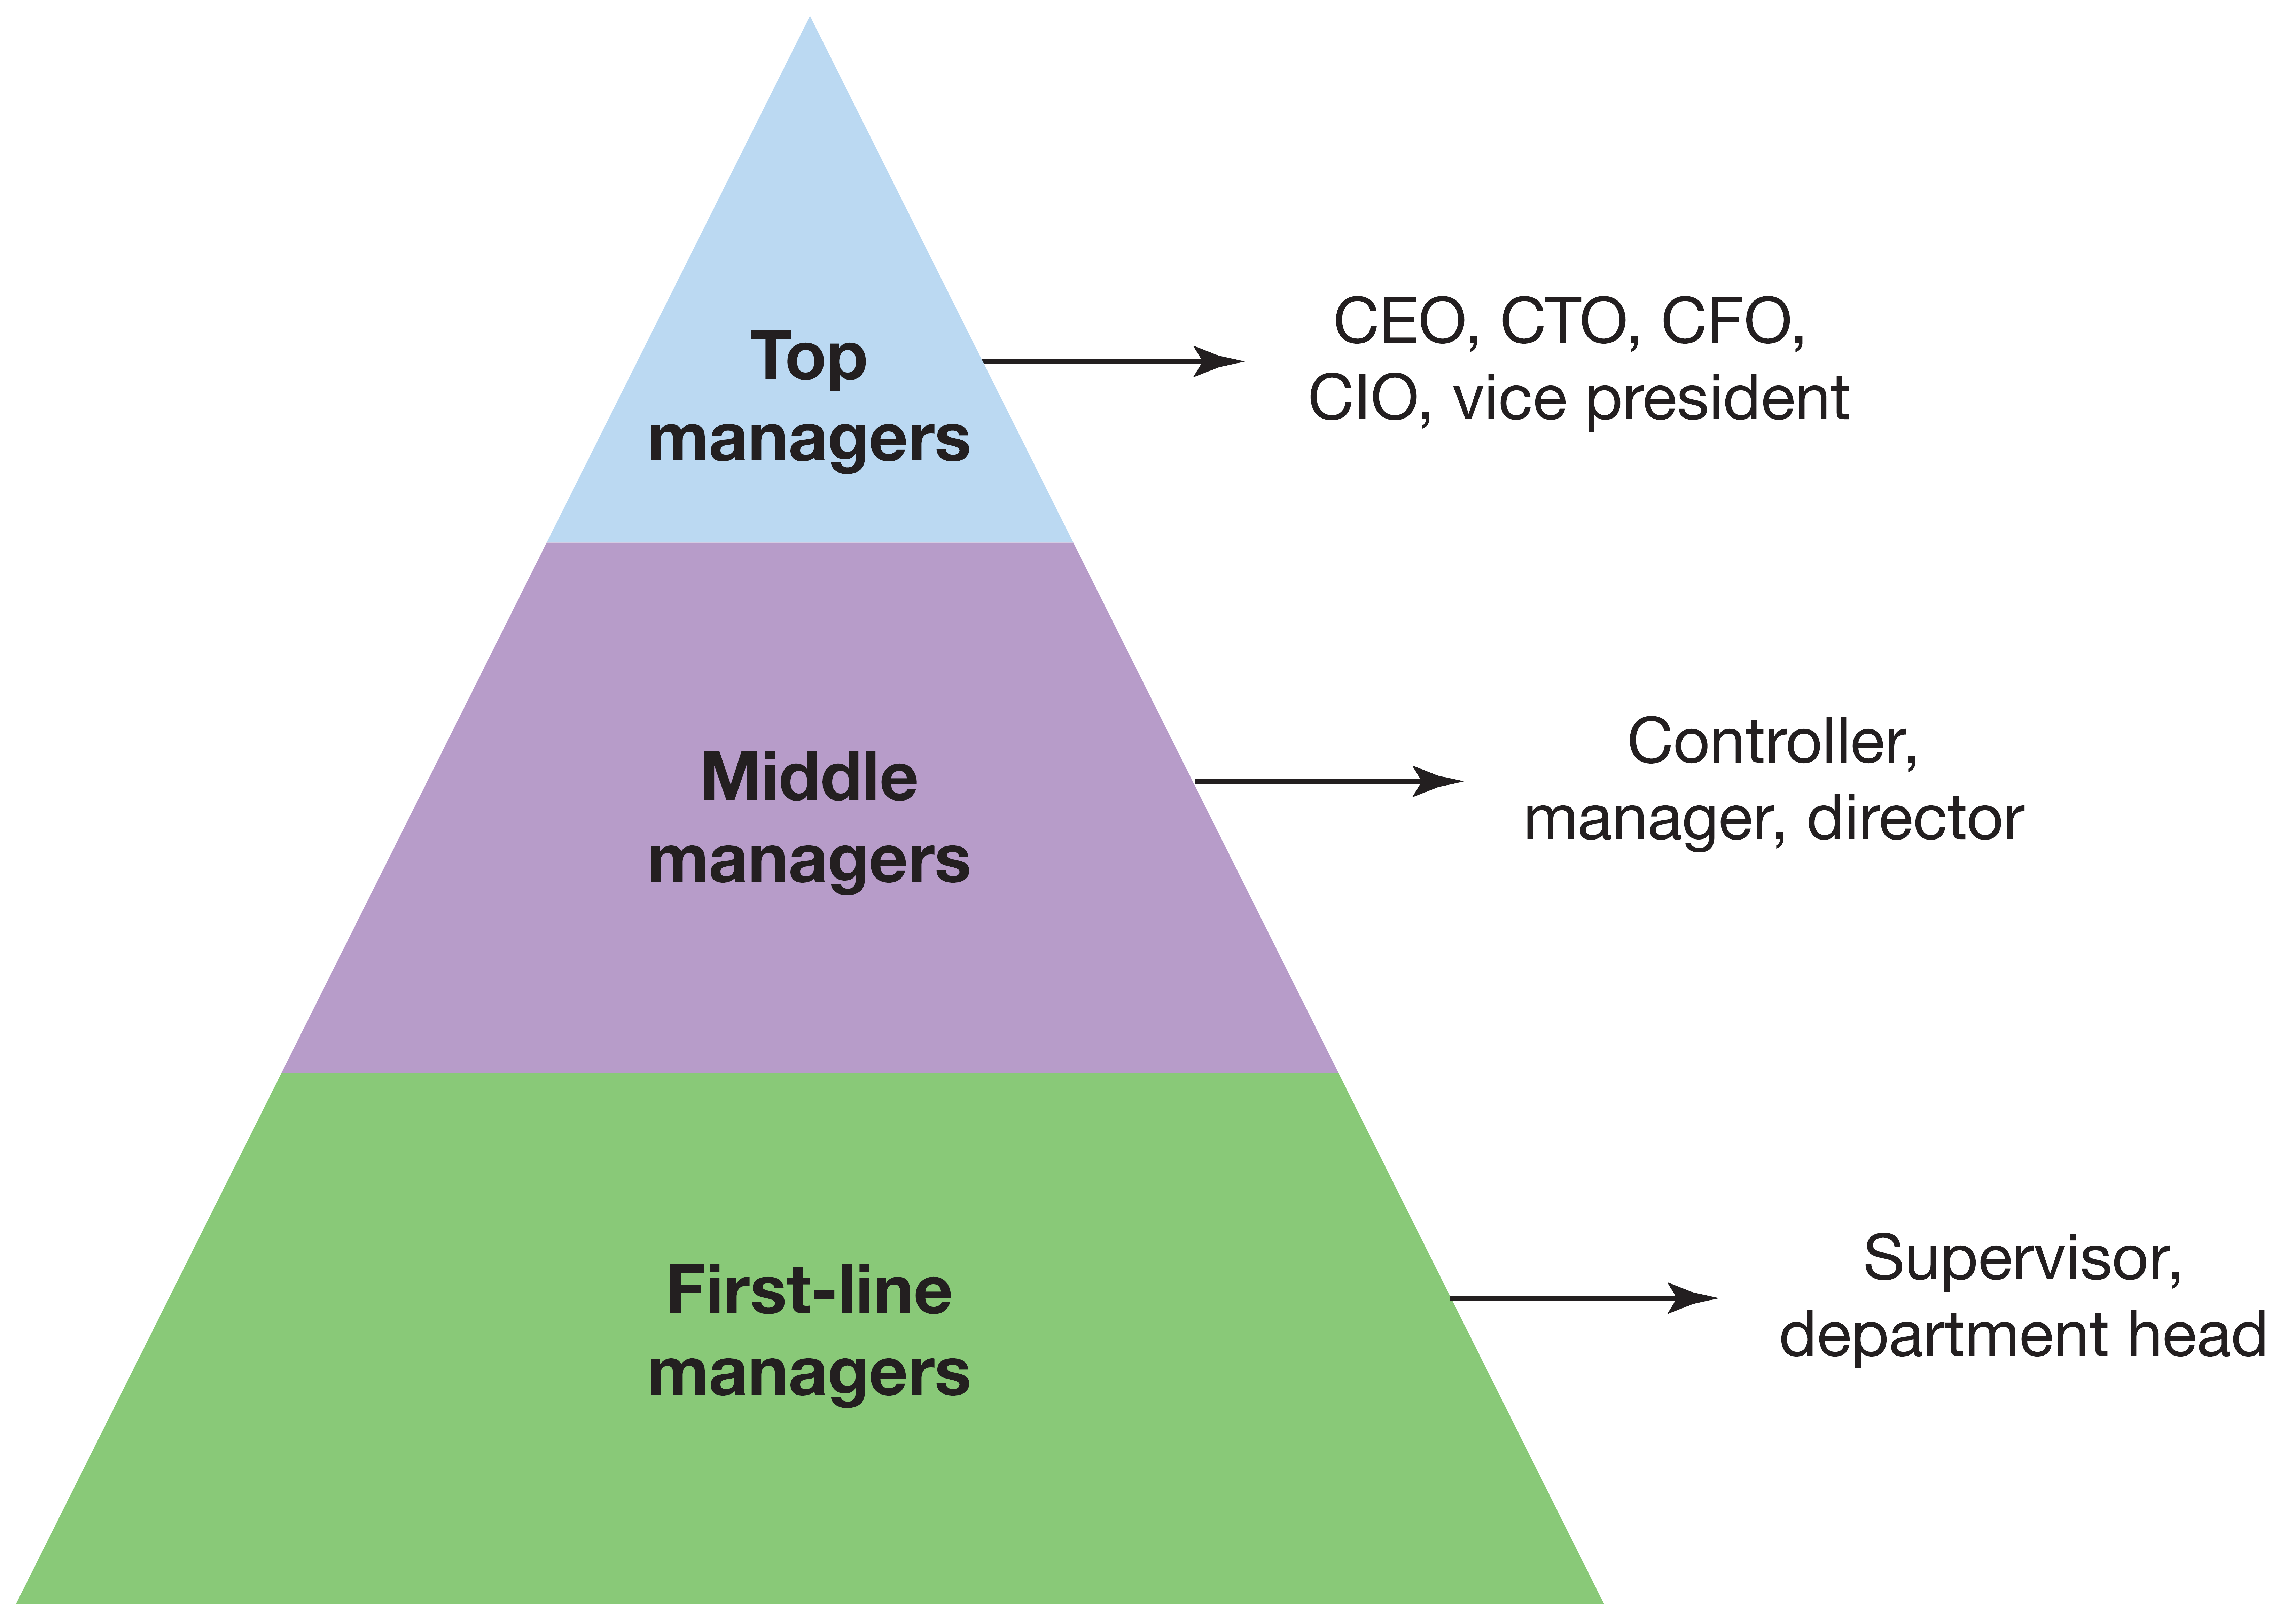 Top
managers
CEO, CTO, CFO,
CIO, vice president
Middle
managers
Controller,
manager, director
First-line
managers
Supervisor,
department head